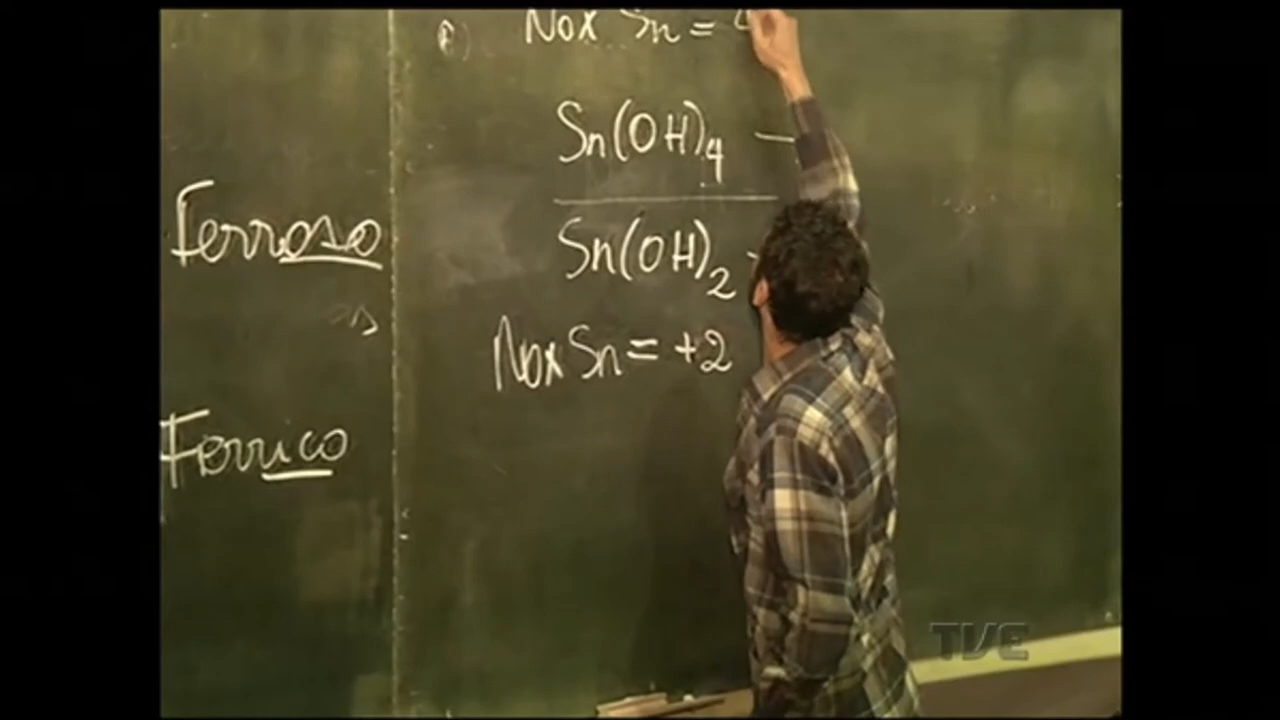 Nox Sn =
Sn(OH)4 —
Sn(OH)2 -
Nox Sn = +2
Ferroso
Ferrico
TVE